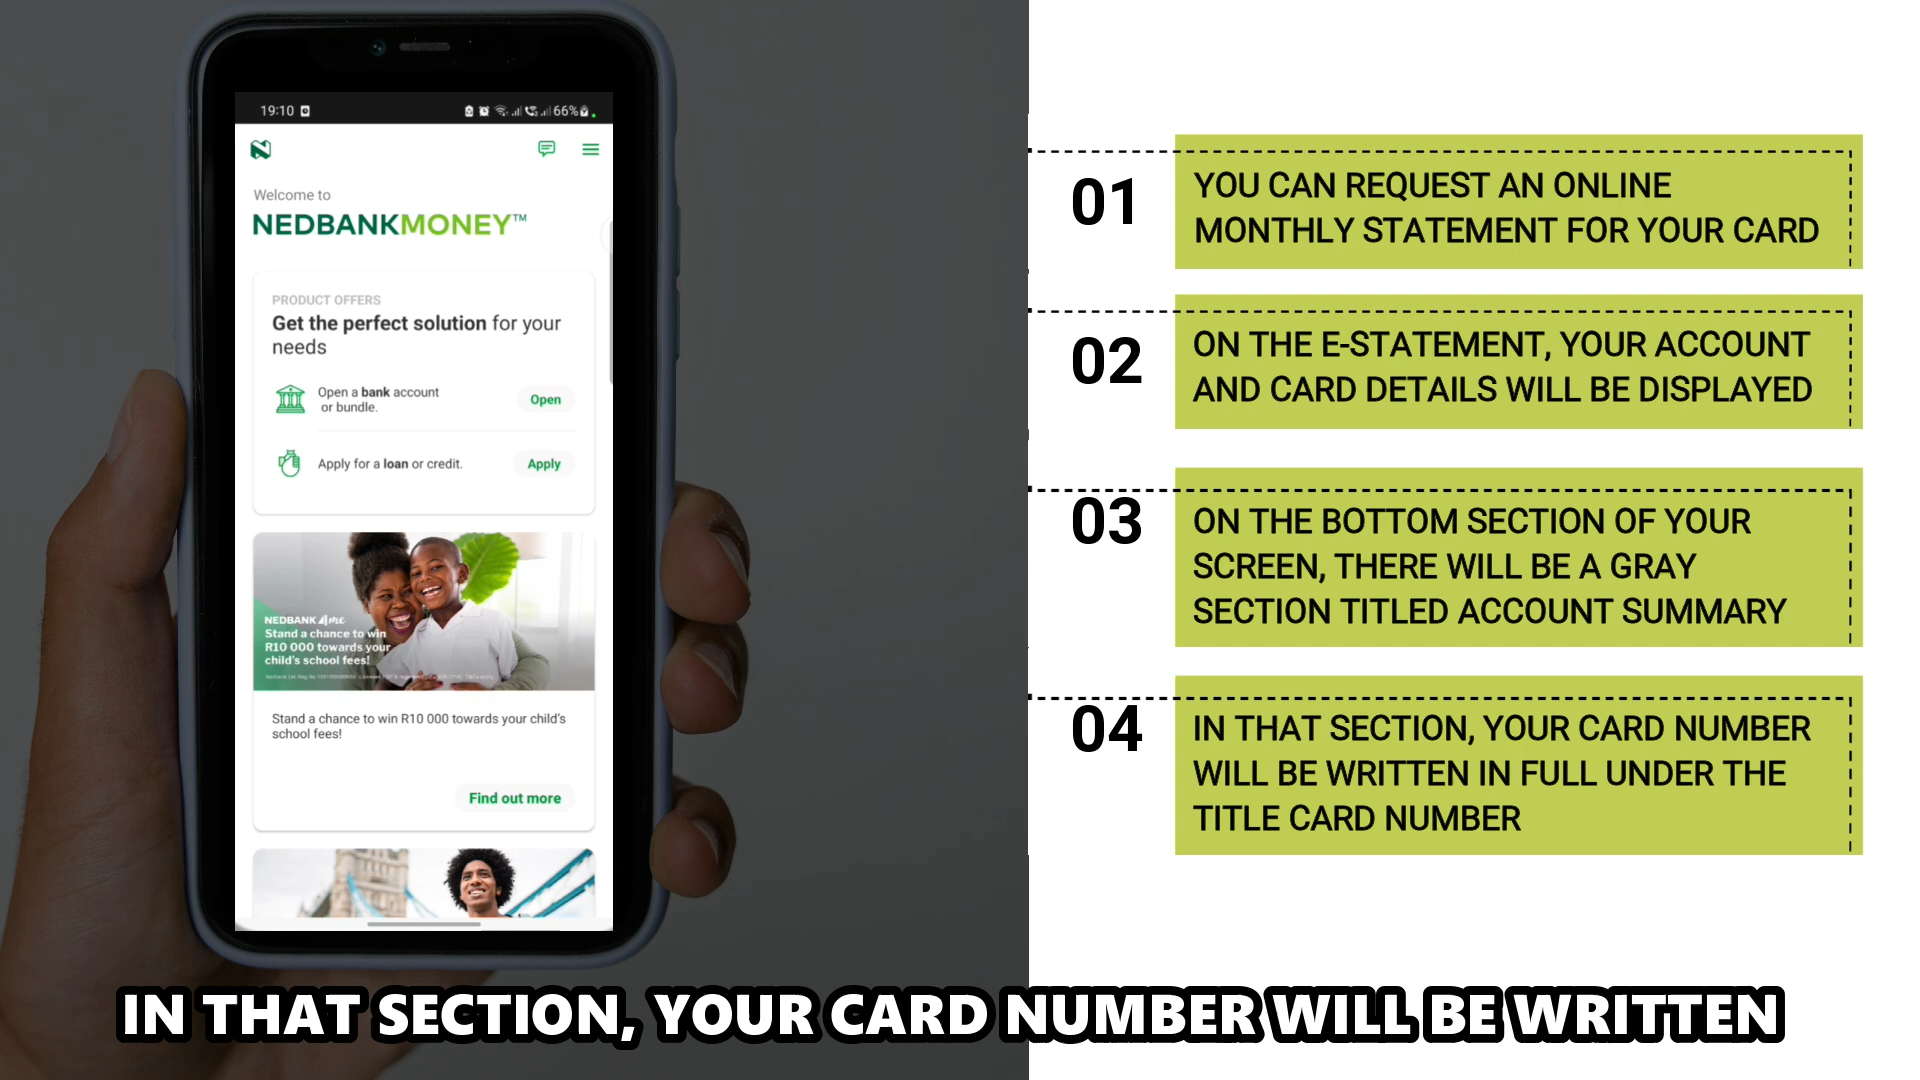 19:10
66%
Welcome to
NEDBANKMONEY™
PRODUCT OFFERS
Get the perfect solution for your
needs
Open a bank account
or bundle.
Open
Apply for a loan or credit.
Apply
NEDBANK 4me
Stand a chance to win
R10 000 towards your
child's school fees!
Stand a chance to win R10 000 towards your child's
school fees!
Find out more
01
YOU CAN REQUEST AN ONLINE
MONTHLY STATEMENT FOR YOUR CARD
02
ON THE E-STATEMENT, YOUR ACCOUNT
AND CARD DETAILS WILL BE DISPLAYED
03
ON THE BOTTOM SECTION OF YOUR
SCREEN, THERE WILL BE A GRAY
SECTION TITLED ACCOUNT SUMMARY
04
IN THAT SECTION, YOUR CARD NUMBER
WILL BE WRITTEN IN FULL UNDER THE
TITLE CARD NUMBER
IN THAT SECTION, YOUR CARD NUMBER WILL BE WRITTEN